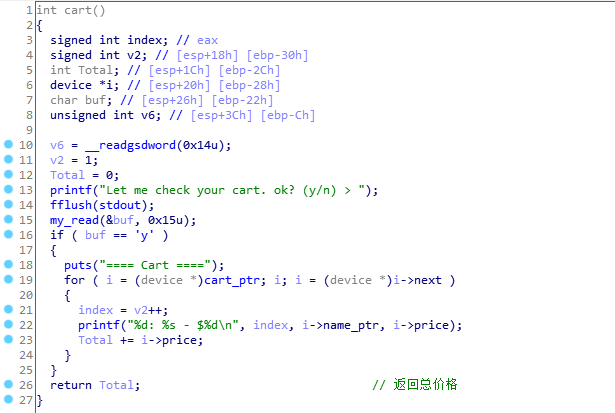 1 int cart()
2 {
3 signed int index; // eax
4 signed int v2; // [esp+18h] [ebp-30h]
5 int Total; // [esp+1Ch] [ebp-2Ch]
6 device *i; // [esp+20h] [ebp-28h]
7 char buf; // [esp+26h] [ebp-22h]
8 unsigned int v6; // [esp+3Ch] [ebp-Ch]
9
10 v6 = __readgsdword(0x14u);
11 v2 = 1;
12 Total = 0;
13 printf("Let me check your cart. ok? (y/n) > ");
14 fflush(stdout);
15 my_read(&buf, 0x15u);
16 if ( buf == 'y' )
17 {
18 puts("==== Cart ====");
19 for ( i = (device *)cart_ptr; i; i = (device *)i->next )
20 {
21 index = v2++;
22 printf("%d: %s - $%d\n", index, i->name_ptr, i->price);
23 Total += i->price;
24 }
25 }
26 return Total; // 返回总价格
27 }